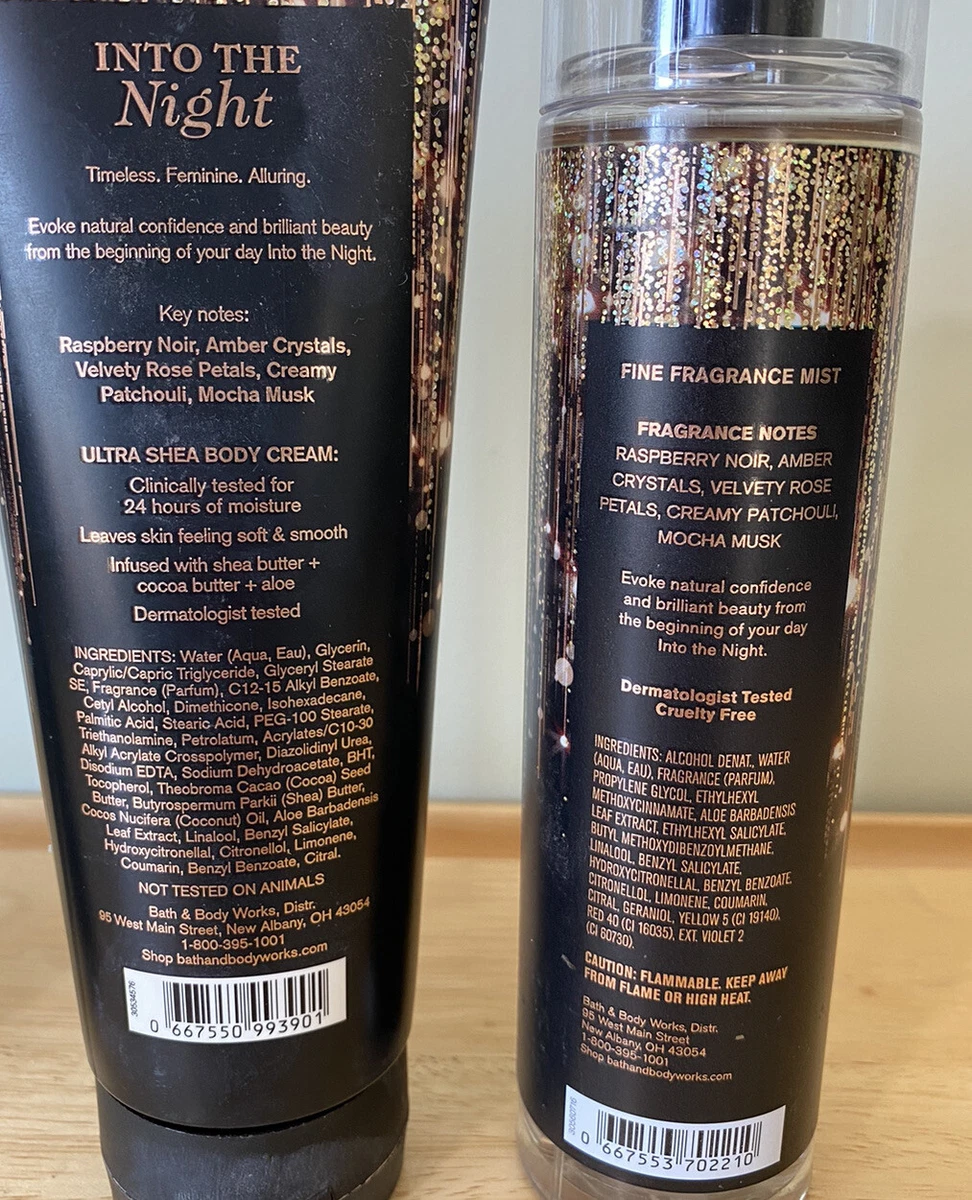 INTO THE
Night
Timeless. Feminine. Alluring.
Evoke natural confidence and brilliant beauty
from the beginning of your day Into the Night.
Key notes:
Raspberry Noir, Amber Crystals,
Velvety Rose Petals, Creamy
Patchouli, Mocha Musk
ULTRA SHEA BODY CREAM:
Clinically tested for
24 hours of moisture
Leaves skin feeling soft & smooth
Infused with shea butter +
cocoa butter + aloe
Dermatologist tested
INGREDIENTS: Water (Aqua, Eau), Glycerin,
Caprylic/Capric Triglyceride, Glyceryl Stearate
SE, Fragrance (Parfum), C12-15 Alkyl Benzoate,
Cetyl Alcohol, Dimethicone, Isohexadecane,
Palmitic Acid, Stearic Acid, PEG-100 Stearate,
Triethanolamine, Petrolatum, Acrylates/C10-30
Alkyl Acrylate Crosspolymer, Diazolidinyl Urea,
Disodium EDTA, Sodium Dehydroacetate, BHT,
Tocopherol, Theobroma Cacao (Cocoa) Seed
Butter, Butyrospermum Parkii (Shea) Butter,
Cocos Nucifera (Coconut) Oil, Aloe Barbadensis
Leaf Extract, Linalool, Benzyl Salicylate,
Hydroxycitronellal, Citronellol, Limonene,
Coumarin, Benzyl Benzoate, Citral.
NOT TESTED ON ANIMALS
Bath & Body Works, Distr.
95 West Main Street, New Albany, OH 43054
1-800-395-1001
Shop bathandbodyworks.com
30534576
0 667550 993901
FINE FRAGRANCE MIST
FRAGRANCE NOTES
RASPBERRY NOIR, AMBER
CRYSTALS, VELVETY ROSE
PETALS, CREAMY PATCHOULI,
MOCHA MUSK
Evoke natural confidence
and brilliant beauty from
the beginning of your day
Into the Night.
Dermatologist Tested
Cruelty Free
INGREDIENTS: ALCOHOL DENAT., WATER
(AQUA, EAU), FRAGRANCE (PARFUM),
PROPYLENE GLYCOL, ETHYLHEXYL
METHOXYCINNAMATE, ALOE BARBADENSIS
LEAF EXTRACT, ETHYLHEXYL SALICYLATE,
BUTYL METHOXYDIBENZOYLMETHANE,
LINALOOL, BENZYL SALICYLATE,
HYDROXYCITRONELLAL, BENZYL BENZOATE,
CITRONELLOL, LIMONENE, COUMARIN,
CITRAL, GERANIOL, YELLOW 5 (CI 19140),
RED 40 (CI 16035), EXT. VIOLET 2
(CI 60730).
CAUTION: FLAMMABLE. KEEP AWAY
FROM FLAME OR HIGH HEAT.
Bath & Body Works, Distr.
95 West Main Street
New Albany, OH 43054
1-800-395-1001
Shop bathandbodyworks.com
0 667553 702210